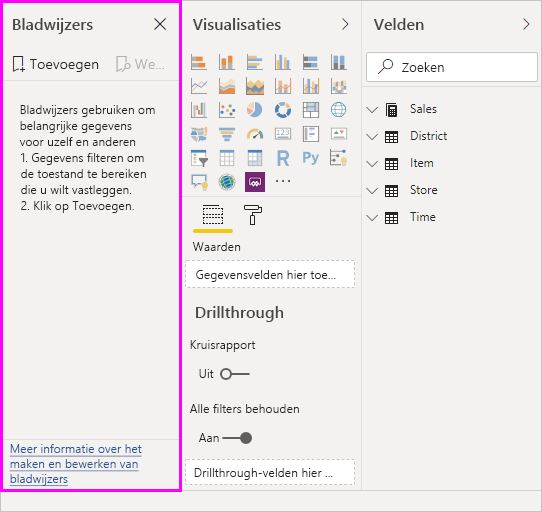 Bladwijzers
Toevoegen
We...
Bladwijzers gebruiken om
belangrijke gegevens
voor uzelf en anderen
1. Gegevens filteren om
de toestand te bereiken
die u wilt vastleggen.
2. Klik op Toevoegen.
Meer informatie over het
maken en bewerken van
bladwijzers
Visualisaties
123
R
Py
Waarden
Gegevensvelden hier toe...
Drillthrough
Kruisrapport
Uit
Alle filters behouden
Aan
Drillthrough-velden hier ...
Velden
Zoeken
Sales
District
Item
Store
Time